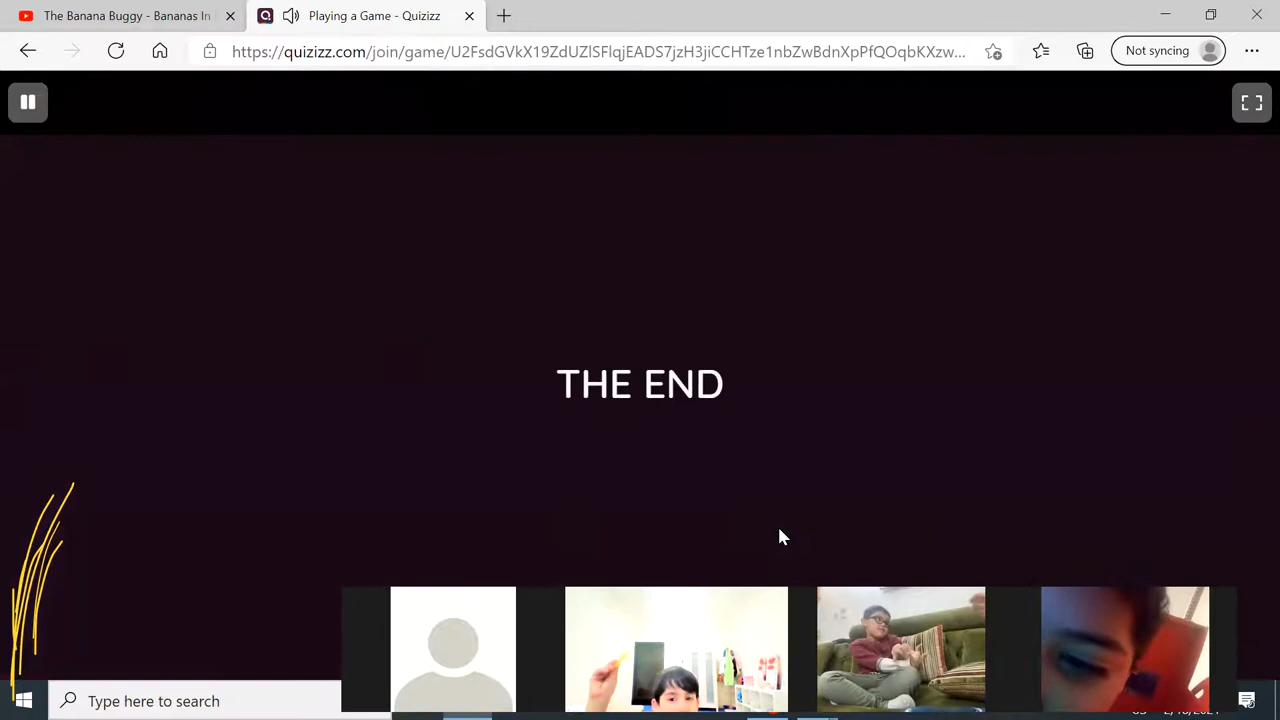 The Banana Buggy - Bananas In
Playing a Game - Quizizz
https://quizizz.com/join/game/U2FsdGVkX19ZdUZlSFlqjEADS7jzH3jiCCHTze1nbZwBdnXpPfQOqbKXzw...
Not syncing
THE END
Type here to search